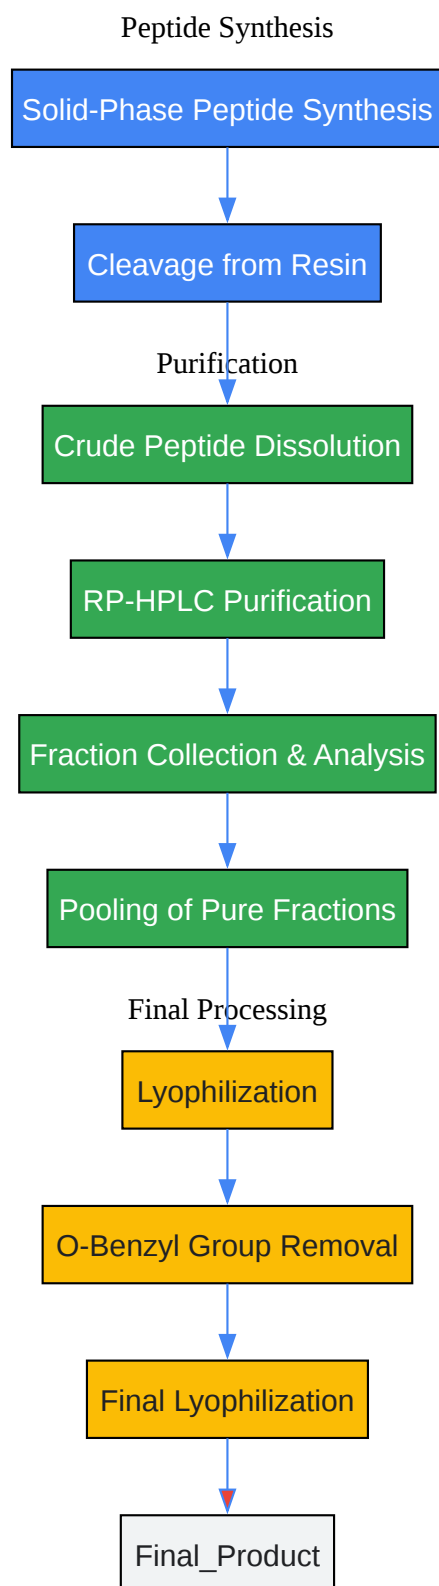 Peptide Synthesis
Solid-Phase Peptide Synthesis
Cleavage from Resin
Purification
Crude Peptide Dissolution
RP-HPLC Purification
Fraction Collection & Analysis
Pooling of Pure Fractions
Final Processing
Lyophilization
O-Benzyl Group Removal
Final Lyophilization
Final_Product